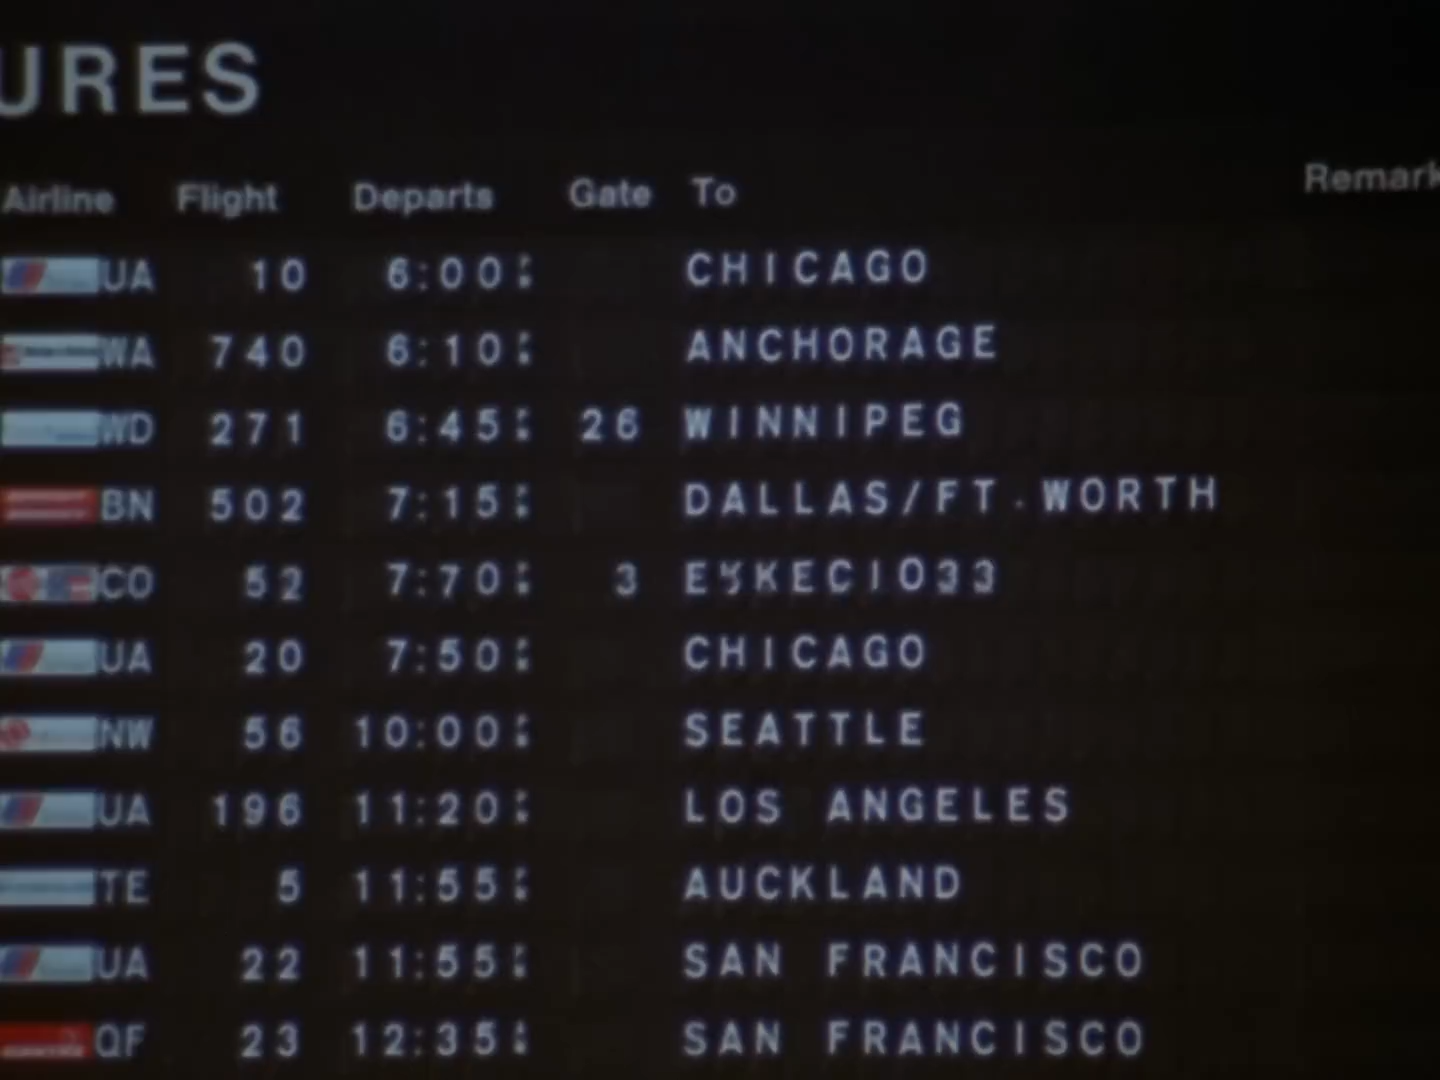 URES
Airline Flight Departs Gate To Remark
UA 10 6:00 CHICAGO
WA 740 6:10 ANCHORAGE
WD 271 6:45 26 WINNIPEG
BN 502 7:15 DALLAS/FT.WORTH
CO 52 7:70 3
UA 20 7:50 CHICAGO
NW 56 10:00 SEATTLE
UA 196 11:20 LOS ANGELES
TE 5 11:55 AUCKLAND
UA 22 11:55 SAN FRANCISCO
QF 23 12:35 SAN FRANCISCO